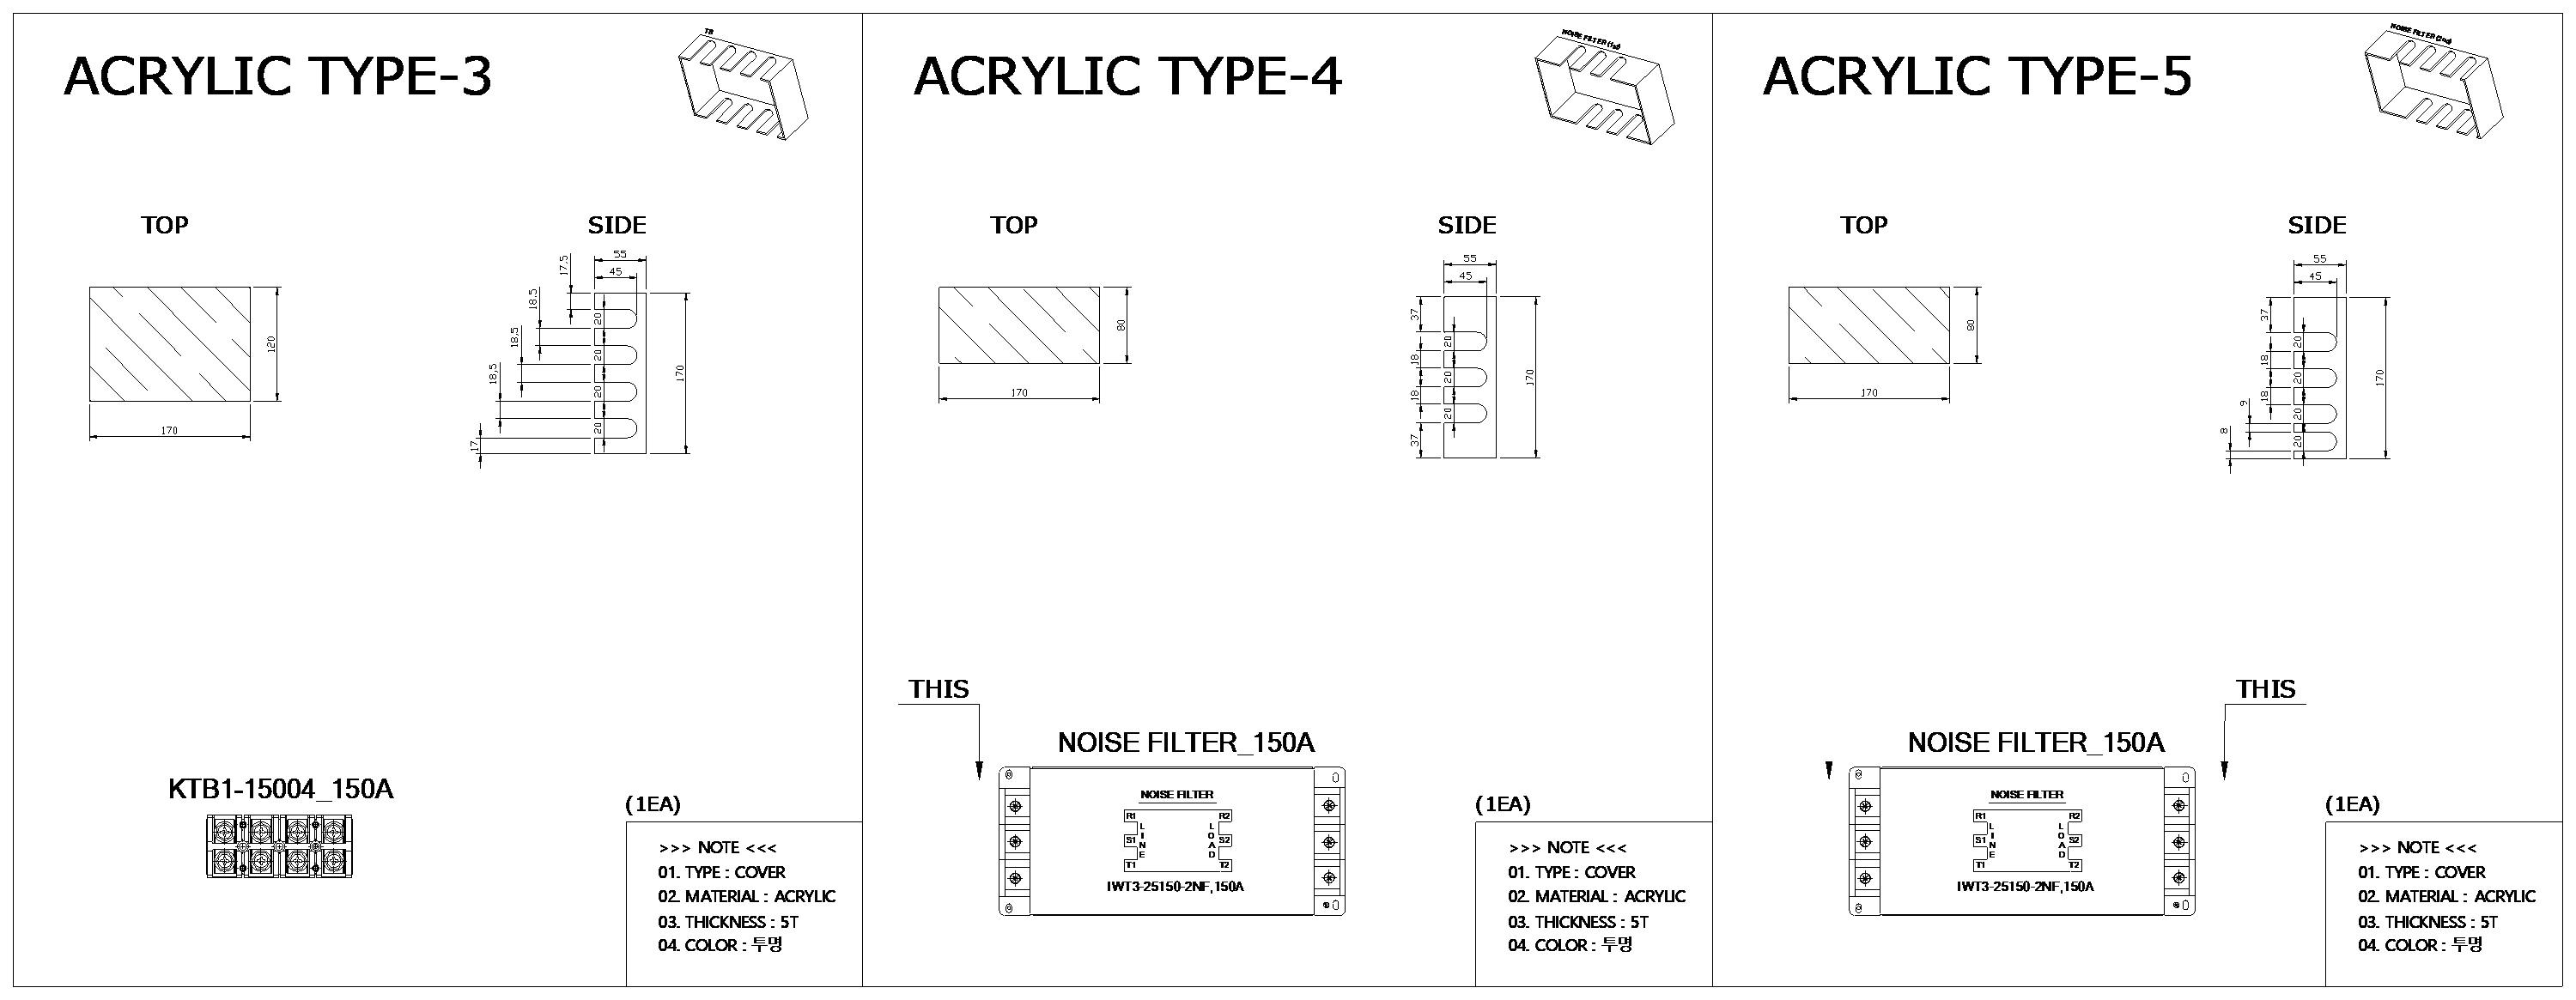 ACRYLIC TYPE-3
TB
TOP
SIDE
120
170
55
45
17.5
18.5
18.5
18.5
17
20
20
20
20
170
KTB1-15004_150A
(1EA)
>>> NOTE <<<
01. TYPE : COVER
02. MATERIAL : ACRYLIC
03. THICKNESS : 5T
04. COLOR : 투명
ACRYLIC TYPE-4
NOISE FILTER (1st)
TOP
SIDE
80
170
55
45
37
20
18
20
18
20
37
170
THIS
NOISE FILTER_150A
NOISE FILTER
R1
R2
S1
S2
T1
T2
LINE
LOAD
IWT3-25150-2NF,150A
(1EA)
>>> NOTE <<<
01. TYPE : COVER
02. MATERIAL : ACRYLIC
03. THICKNESS : 5T
04. COLOR : 투명
ACRYLIC TYPE-5
NOISE FILTER (2nd)
TOP
SIDE
80
170
55
45
37
20
18
20
18
20
9
20
8
170
THIS
NOISE FILTER_150A
NOISE FILTER
R1
R2
S1
S2
T1
T2
LINE
LOAD
IWT3-25150-2NF,150A
(1EA)
>>> NOTE <<<
01. TYPE : COVER
02. MATERIAL : ACRYLIC
03. THICKNESS : 5T
04. COLOR : 투명